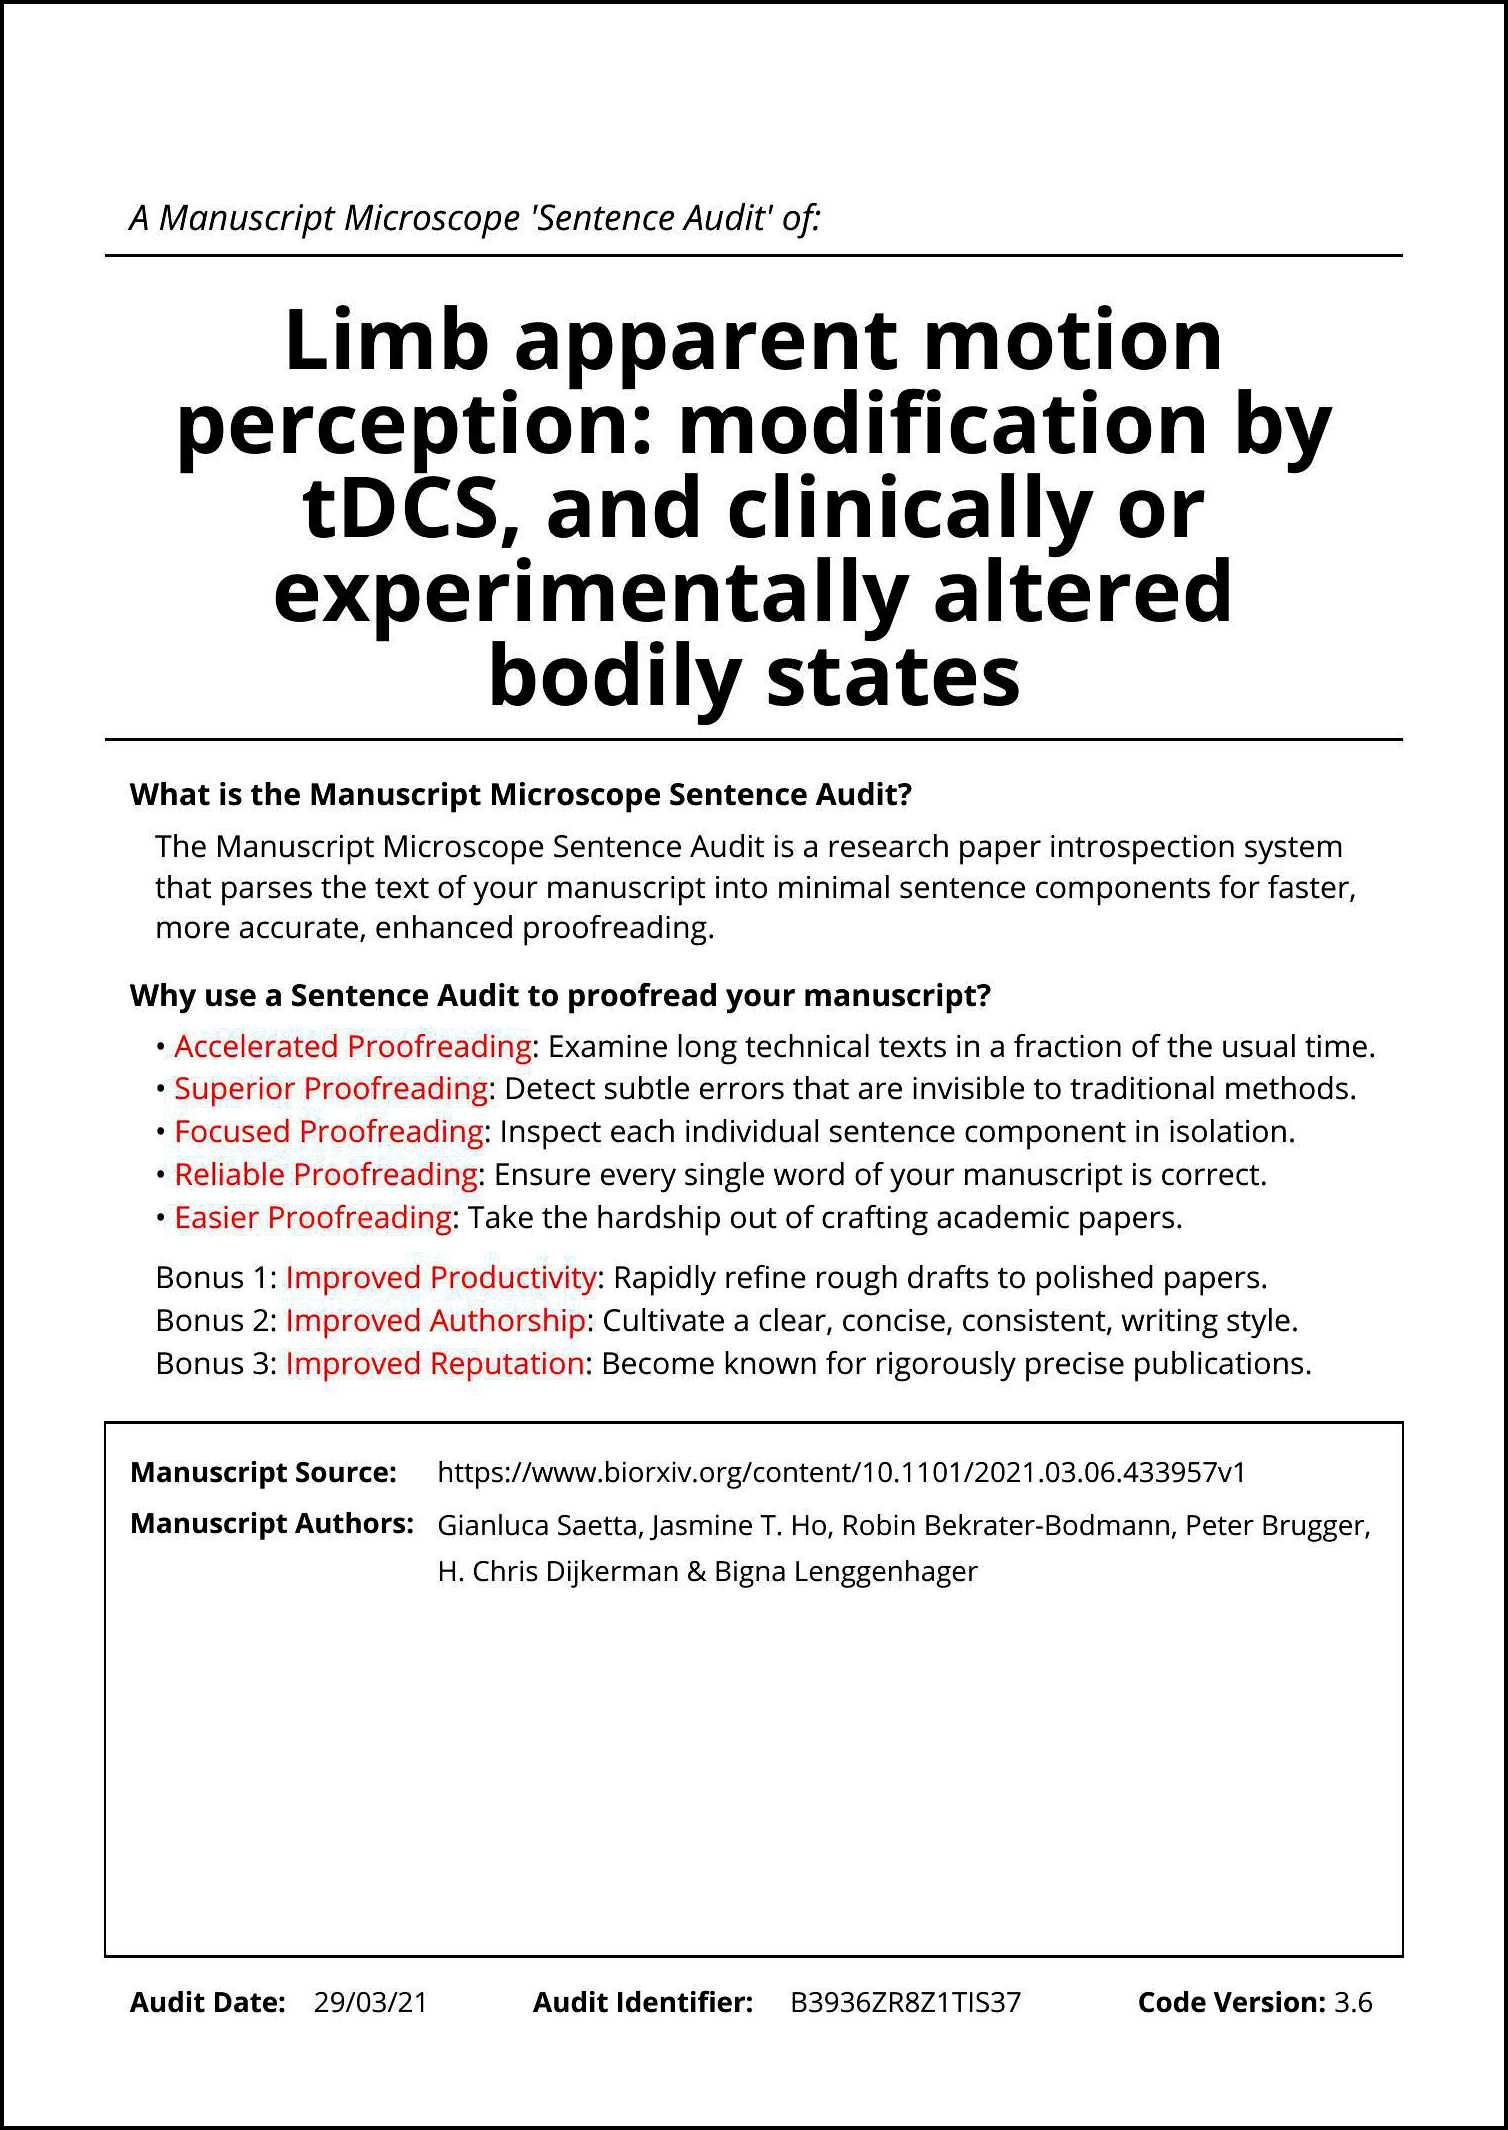 A Manuscript Microscope 'Sentence Audit' of:
Limb apparent motion
perception: modification by
tDCS, and clinically or
experimentally altered
bodily states
What is the Manuscript Microscope Sentence Audit?
The Manuscript Microscope Sentence Audit is a research paper introspection system
that parses the text of your manuscript into minimal sentence components for faster,
more accurate, enhanced proofreading.
Why use a Sentence Audit to proofread your manuscript?
• Accelerated Proofreading: Examine long technical texts in a fraction of the usual time.
• Superior Proofreading: Detect subtle errors that are invisible to traditional methods.
• Focused Proofreading: Inspect each individual sentence component in isolation.
• Reliable Proofreading: Ensure every single word of your manuscript is correct.
• Easier Proofreading: Take the hardship out of crafting academic papers.
Bonus 1: Improved Productivity: Rapidly refine rough drafts to polished papers.
Bonus 2: Improved Authorship: Cultivate a clear, concise, consistent, writing style.
Bonus 3: Improved Reputation: Become known for rigorously precise publications.
Manuscript Source: https://www.biorxiv.org/content/10.1101/2021.03.06.433957v1
Manuscript Authors: Gianluca Saetta, Jasmine T. Ho, Robin Bekrater-Bodmann, Peter Brugger,
H. Chris Dijkerman & Bigna Lenggenhager
Audit Date: 29/03/21 Audit Identifier: B3936ZR8Z1TIS37 Code Version: 3.6